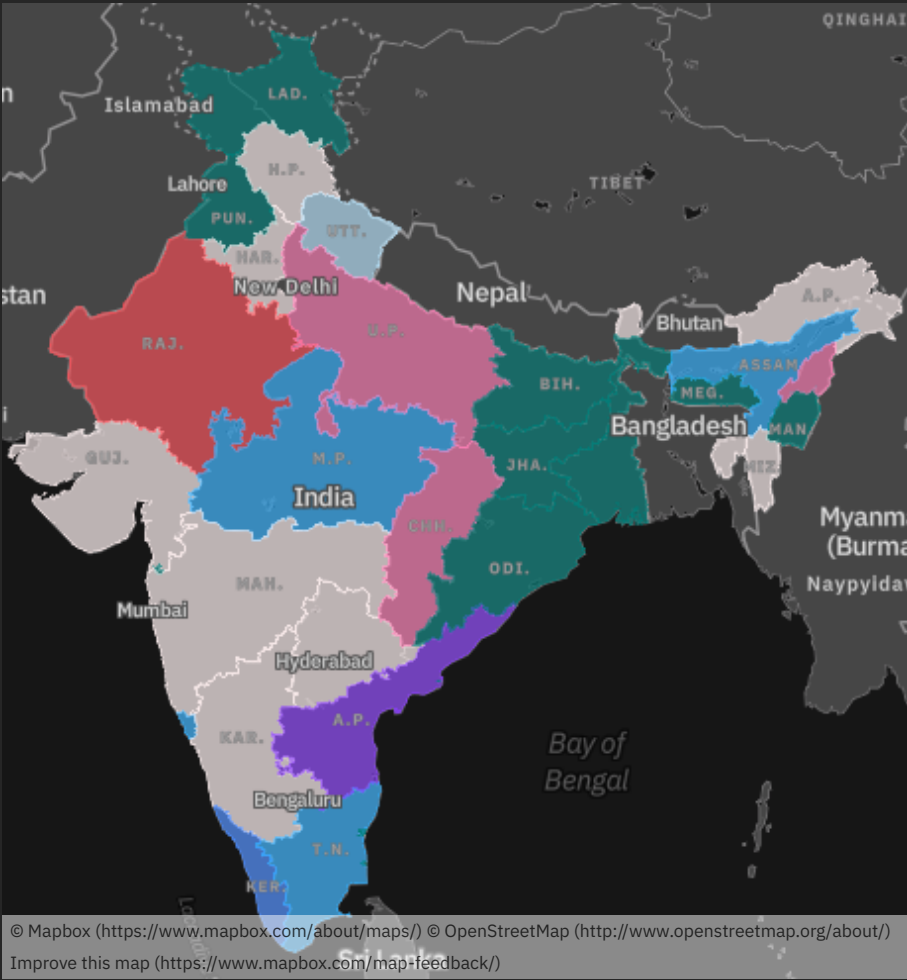 QINGHAI
LAD.
Islamabad
H.P.
Lahore
TIBET
PUN.
UTT.
HAR.
New Delhi
stan
Nepal
A.P.
Bhutan
U.P.
RAJ.
ASSAM
BIH.
MEG.
i
Bangladesh
MAN
GUJ.
M.P.
JHA.
MIZ.
India
CHH.
Myanm
(Burma
ODI.
MAH.
Naypyidaw
Mumbai
Hyderabad
A.P.
KAR.
Bay of
Bengal
Bengaluru
T.N.
KER.
© Mapbox (https://www.mapbox.com/about/maps/) © OpenStreetMap (http://www.openstreetmap.org/about/)
Sri Lanka
Improve this map (https://www.mapbox.com/map-feedback/)